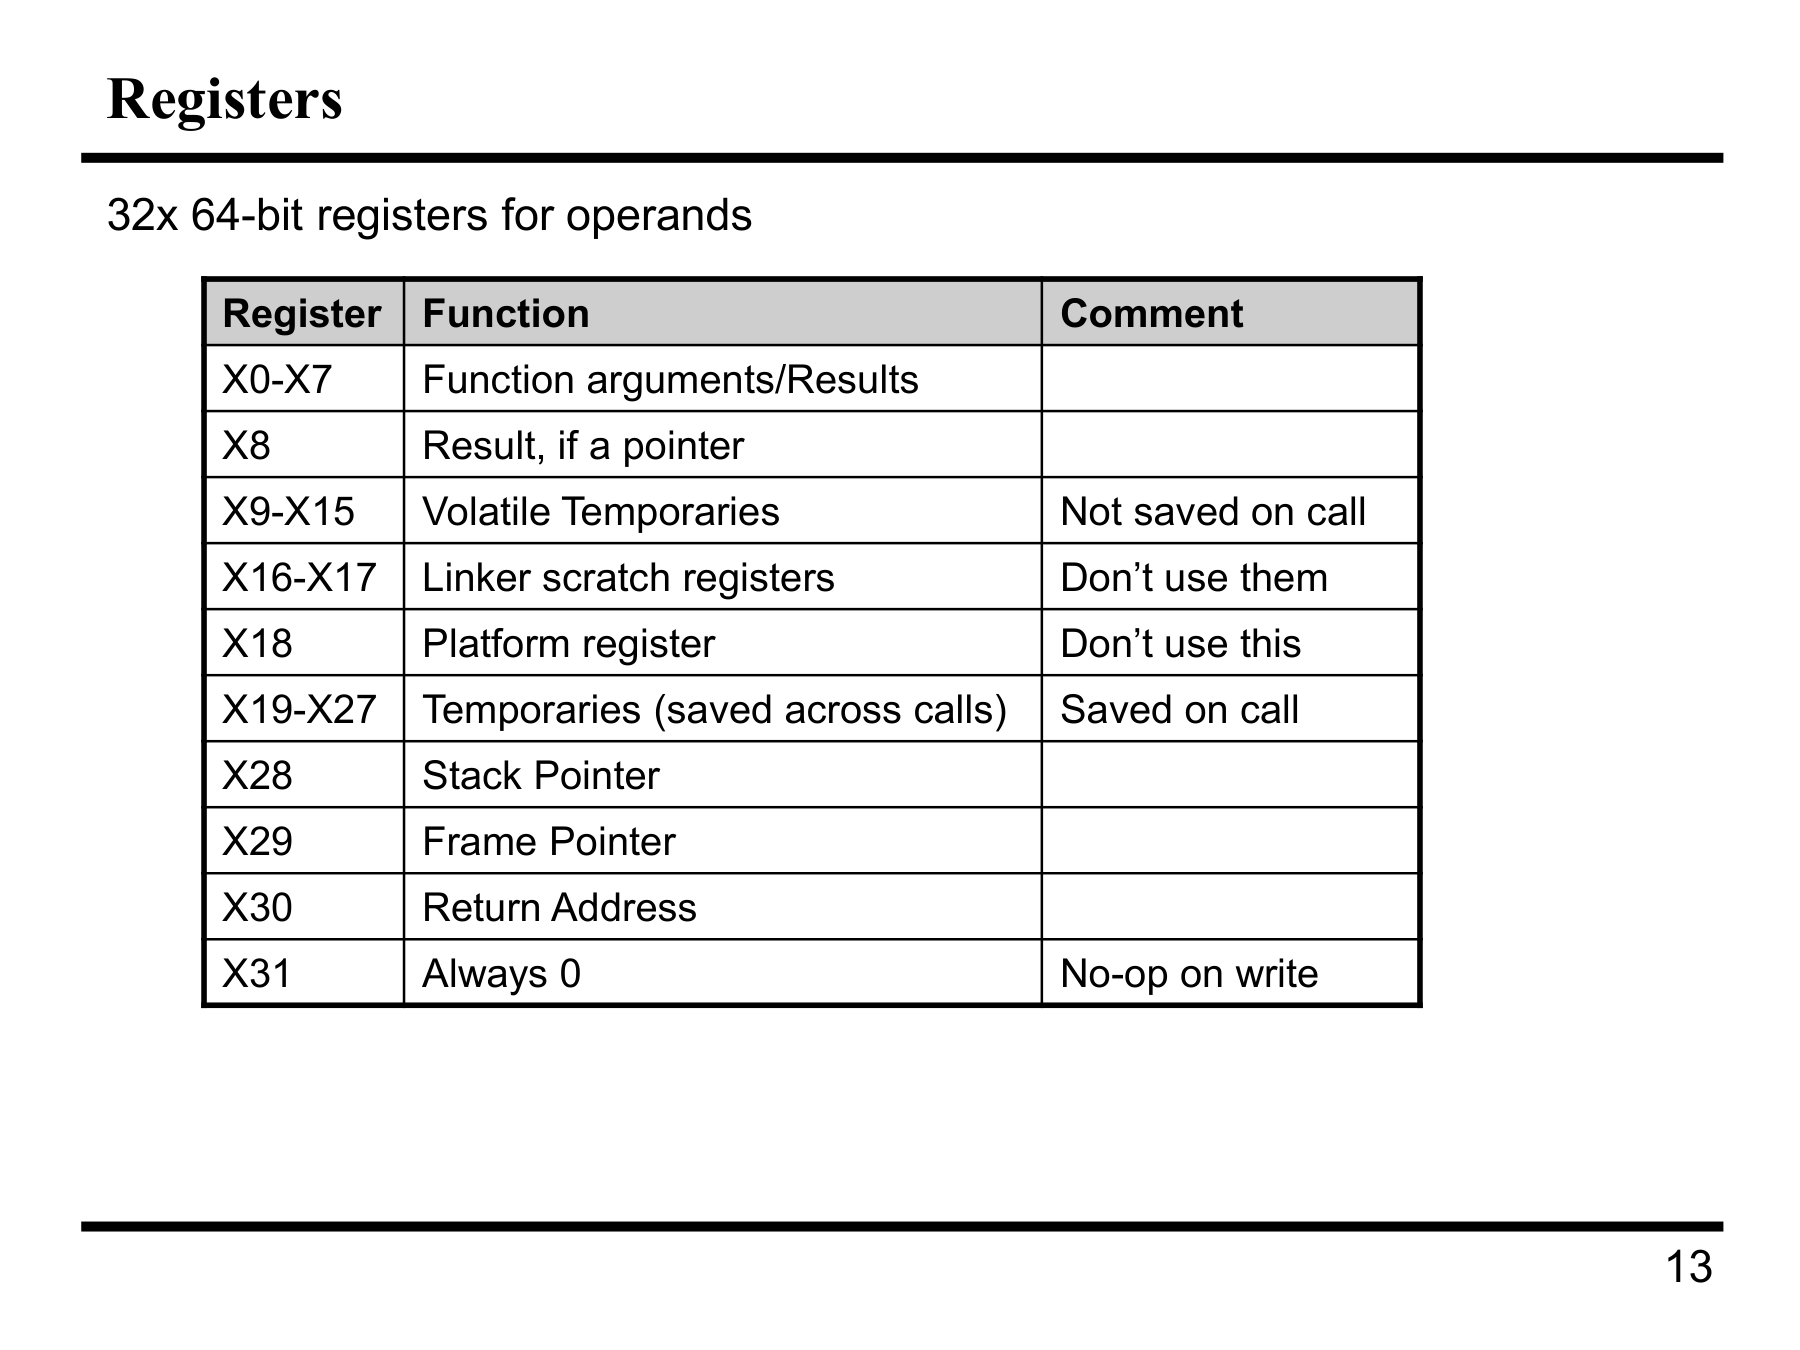 Registers
32x 64-bit registers for operands
Register Function Comment
X0-X7 Function arguments/Results
X8 Result, if a pointer
X9-X15 Volatile Temporaries Not saved on call
X16-X17 Linker scratch registers Don’t use them
X18 Platform register Don’t use this
X19-X27 Temporaries (saved across calls) Saved on call
X28 Stack Pointer
X29 Frame Pointer
X30 Return Address
X31 Always 0 No-op on write
13